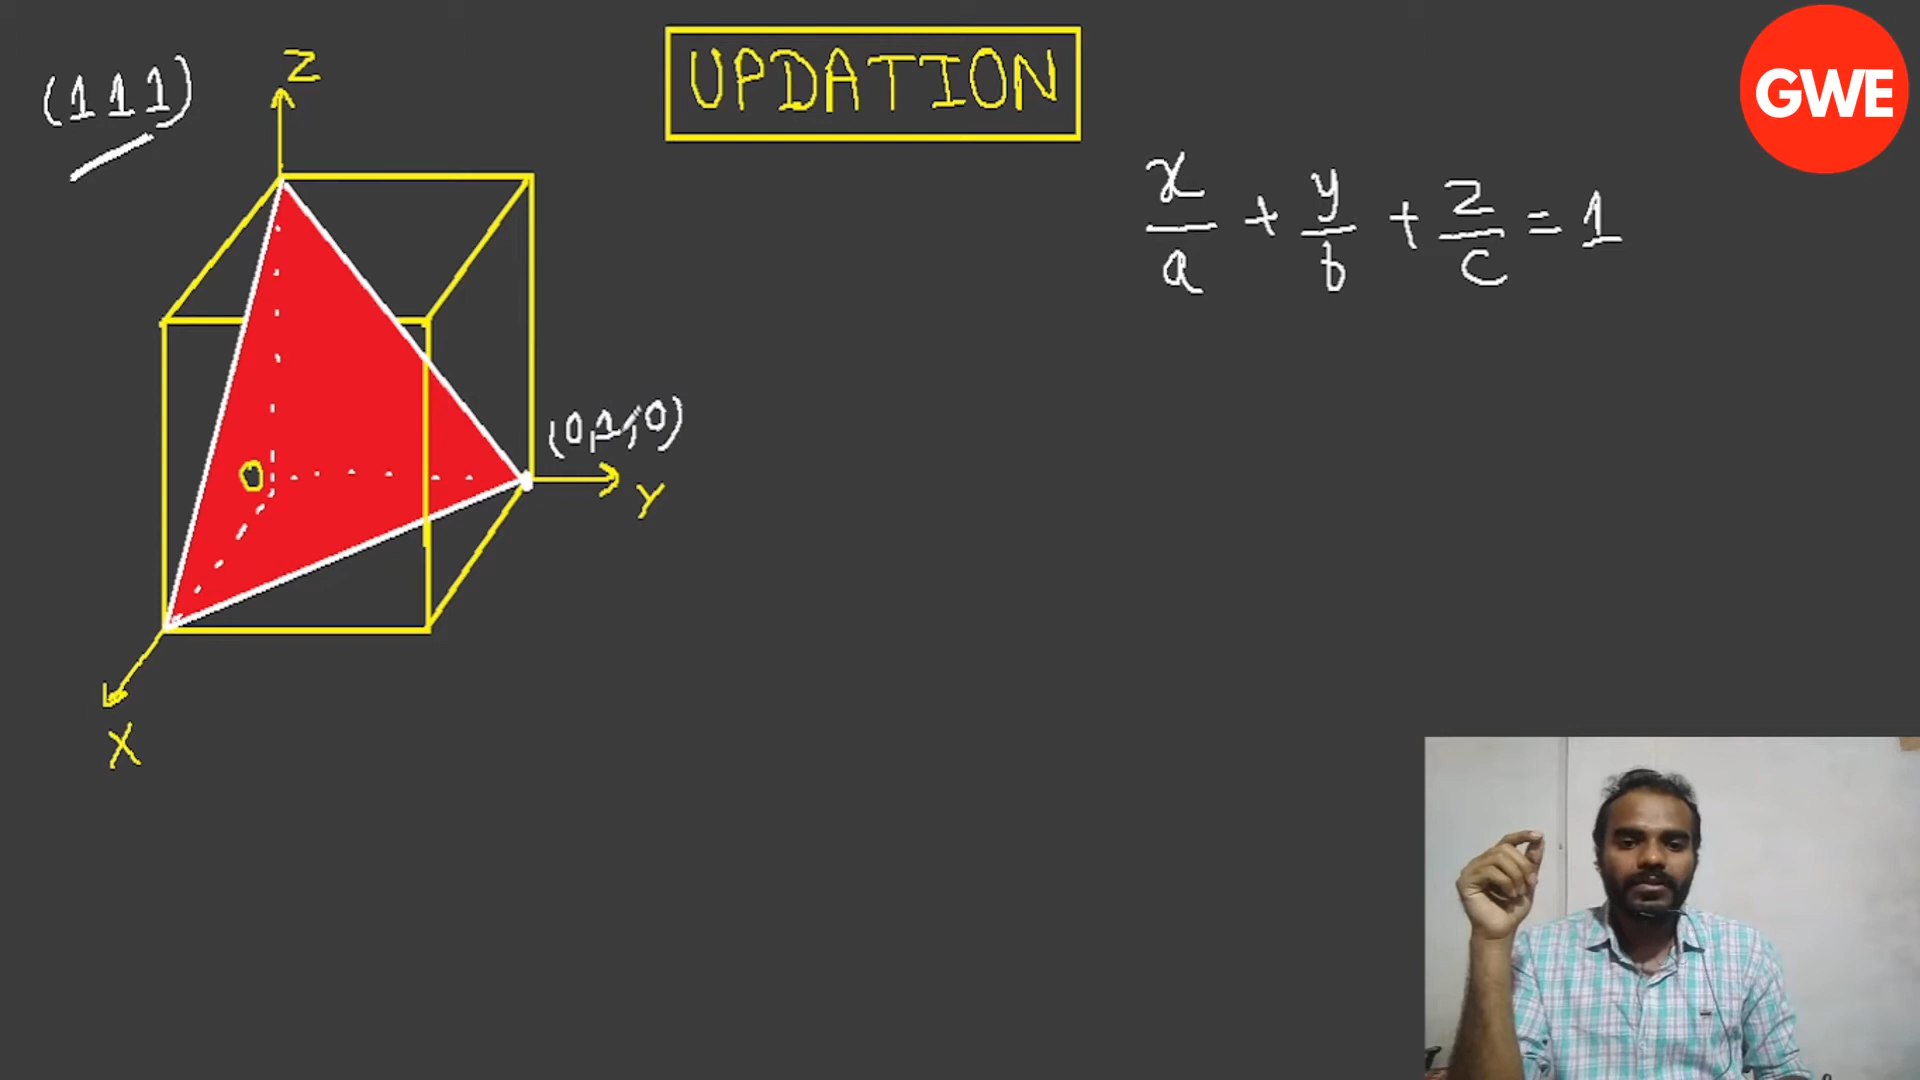 UPDATION
GWE
(111)
Z
x/a + y/b + z/c = 1
(0,1,0)
O
Y
X